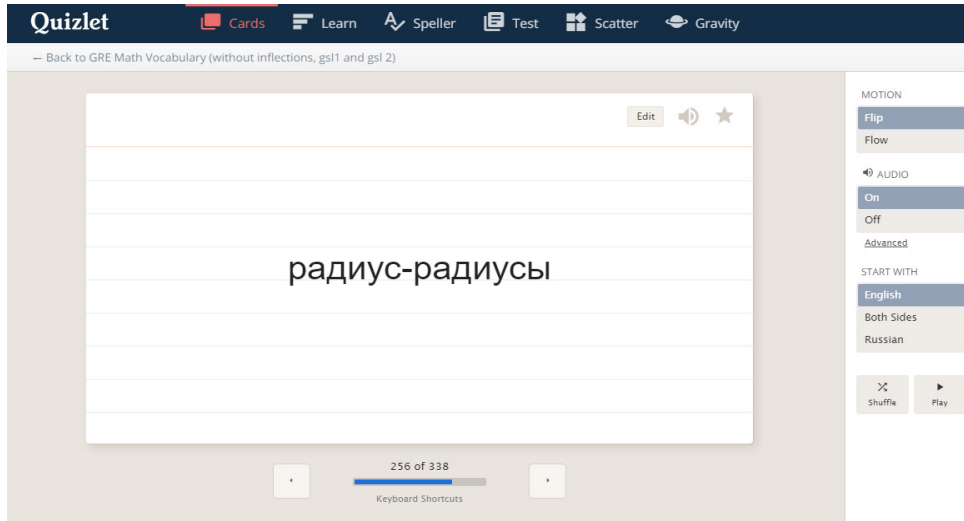 Quizlet Cards Learn Speller Test Scatter Gravity
← Back to GRE Math Vocabulary (without inflections, gsl1 and gsl 2)
Edit
радиус-радиусы
256 of 338
Keyboard Shortcuts
MOTION
Flip
Flow
AUDIO
On
Off
Advanced
START WITH
English
Both Sides
Russian
Shuffle Play